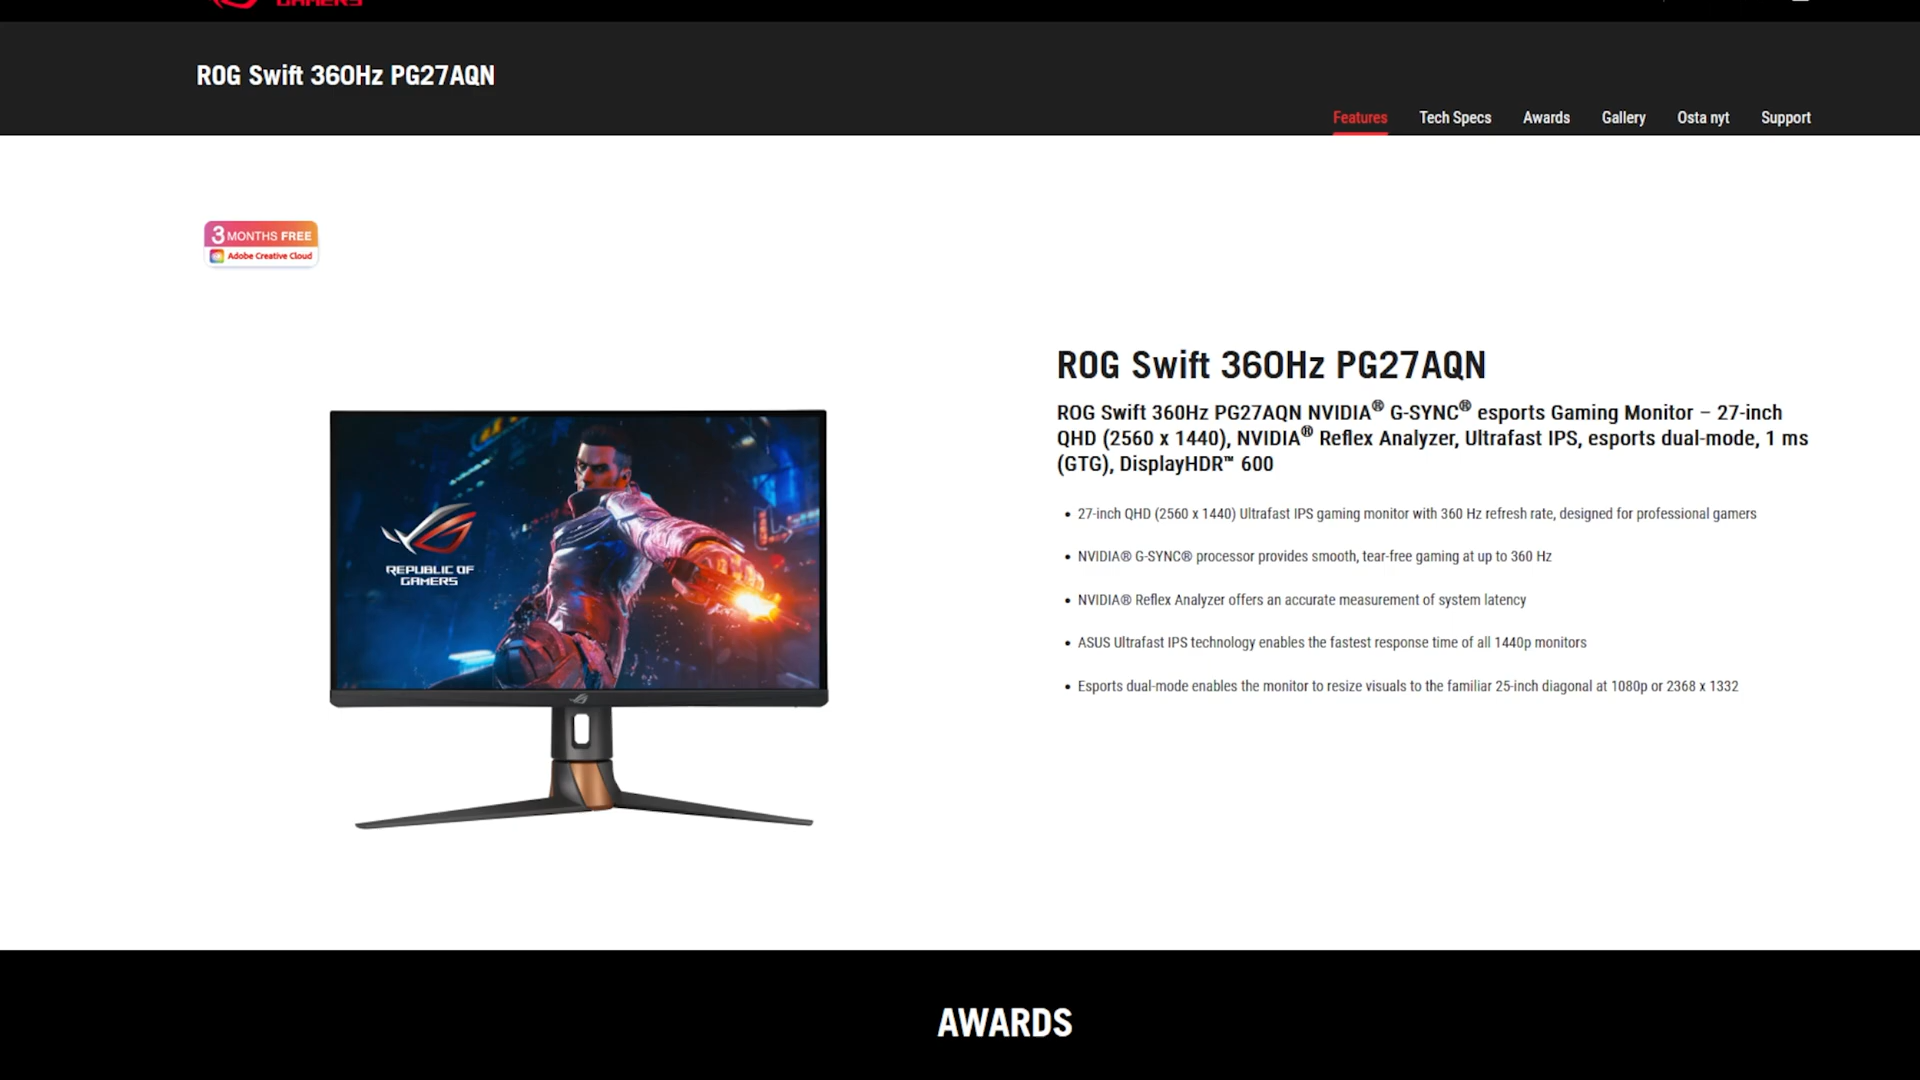 GAMERS
ROG Swift 360Hz PG27AQN
Features Tech Specs Awards Gallery Osta nyt Support
3 MONTHS FREE
Adobe Creative Cloud
ROG Swift 360Hz PG27AQN
ROG Swift 360Hz PG27AQN NVIDIA® G-SYNC® esports Gaming Monitor – 27-inch
QHD (2560 x 1440), NVIDIA® Reflex Analyzer, Ultrafast IPS, esports dual-mode, 1 ms
(GTG), DisplayHDR™ 600
• 27-inch QHD (2560 x 1440) Ultrafast IPS gaming monitor with 360 Hz refresh rate, designed for professional gamers
• NVIDIA® G-SYNC® processor provides smooth, tear-free gaming at up to 360 Hz
• NVIDIA® Reflex Analyzer offers an accurate measurement of system latency
• ASUS Ultrafast IPS technology enables the fastest response time of all 1440p monitors
• Esports dual-mode enables the monitor to resize visuals to the familiar 25-inch diagonal at 1080p or 2368 x 1332
REPUBLIC OF
GAMERS
AWARDS